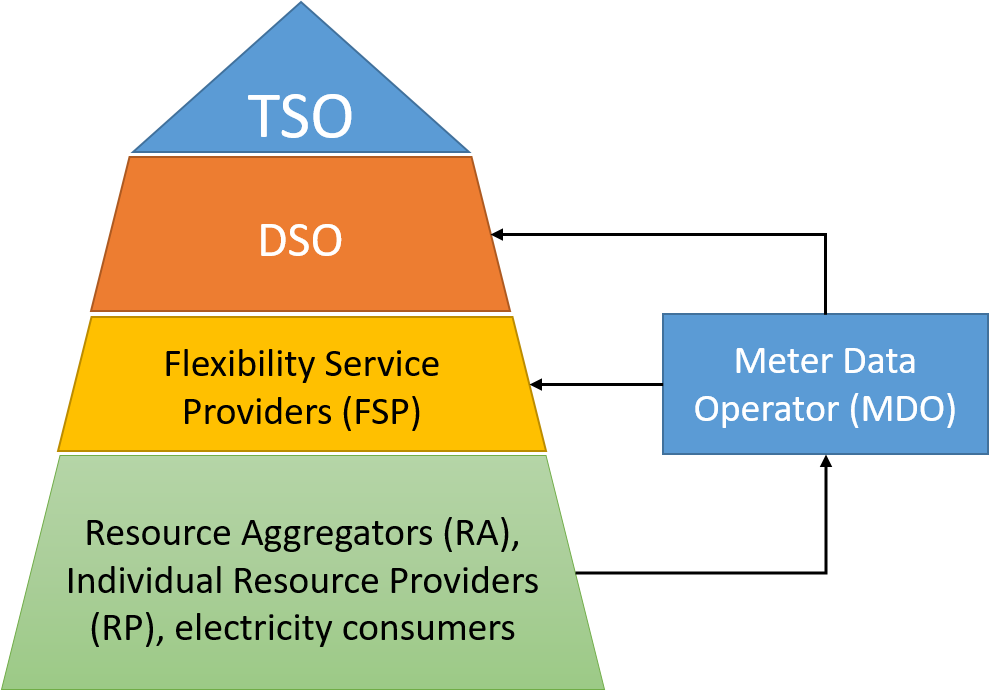 TSO
DSO
Flexibility Service
Providers (FSP)
Meter Data
Operator (MDO)
Resource Aggregators (RA),
Individual Resource Providers
(RP), electricity consumers